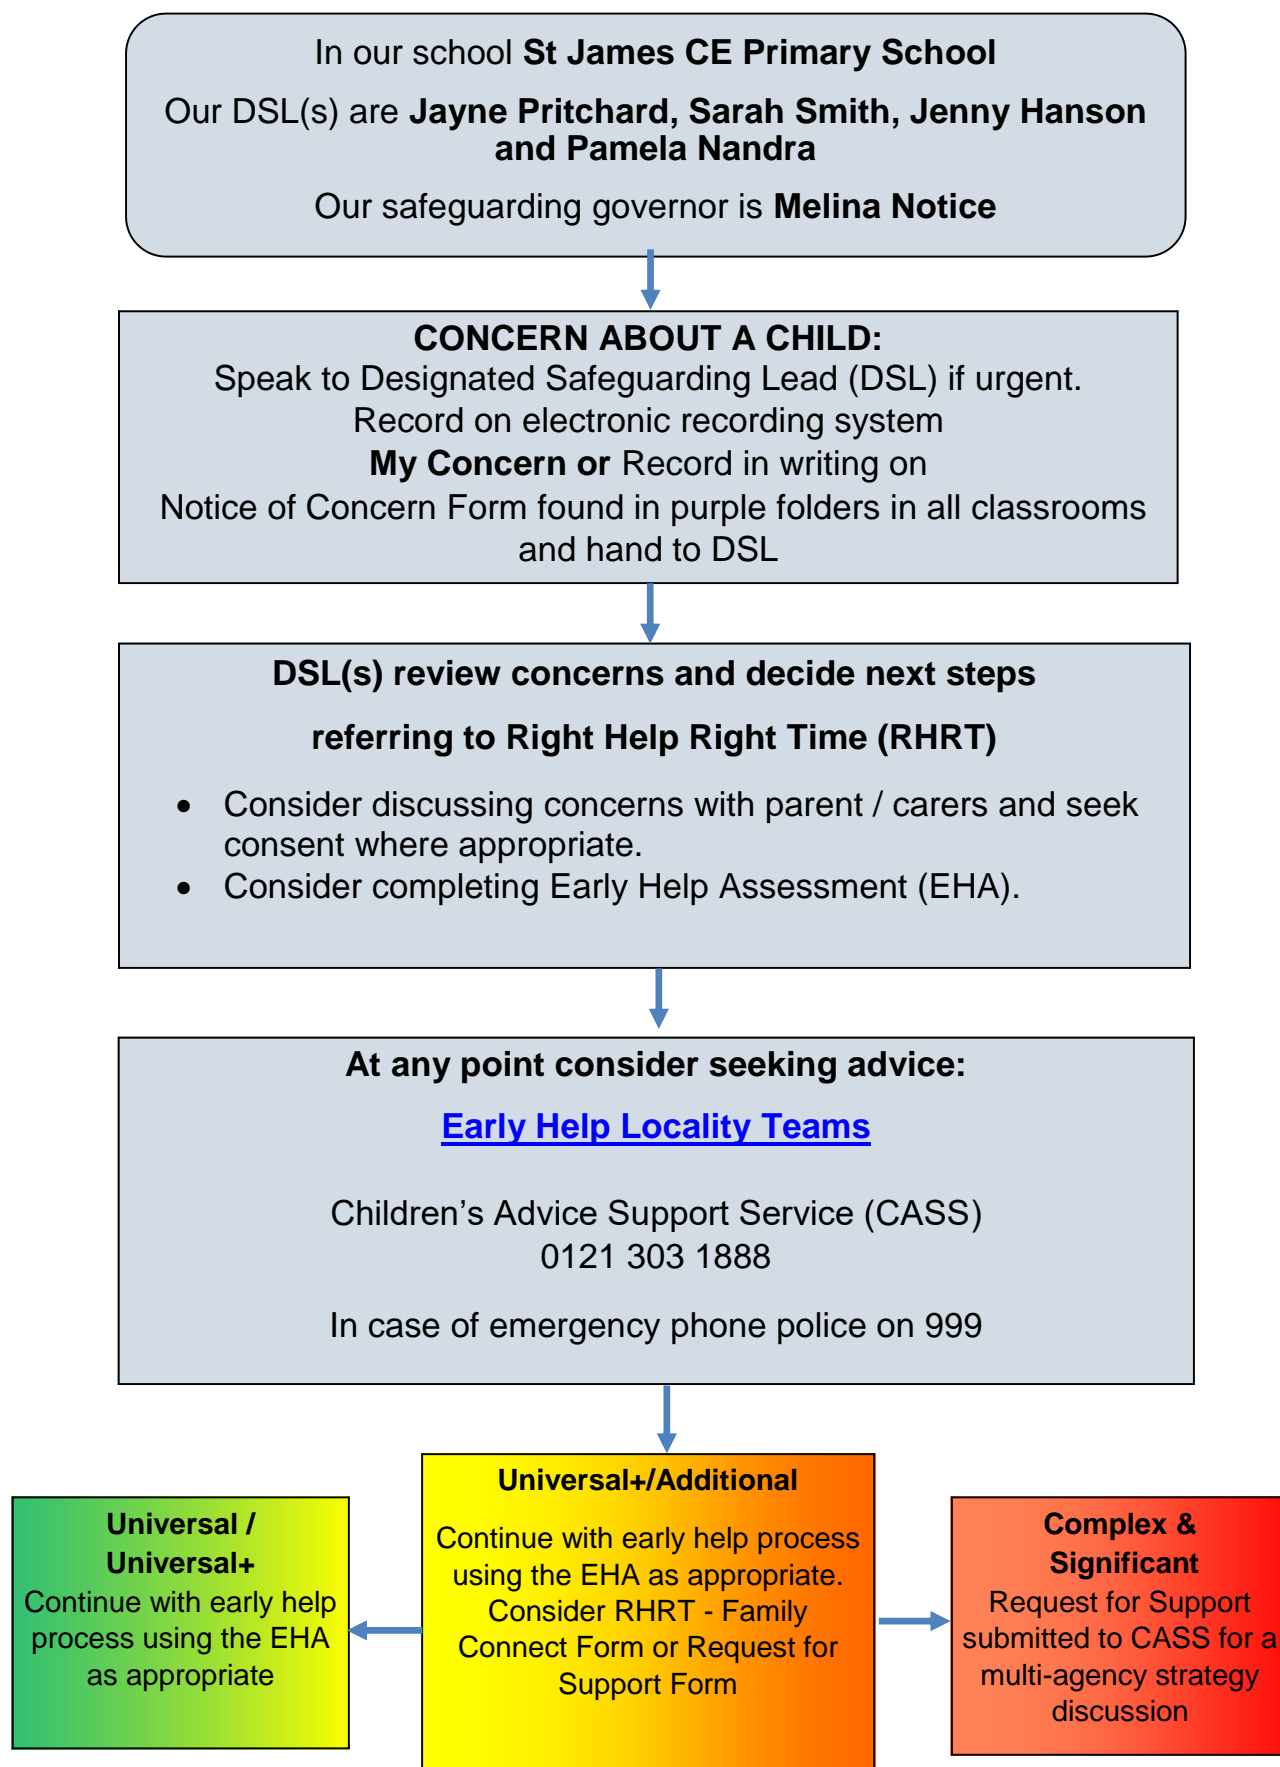 In our school St James CE Primary School
Our DSL(s) are Jayne Pritchard, Sarah Smith, Jenny Hanson
and Pamela Nandra
Our safeguarding governor is Melina Notice
CONCERN ABOUT A CHILD:
Speak to Designated Safeguarding Lead (DSL) if urgent.
Record on electronic recording system
My Concern or Record in writing on
Notice of Concern Form found in purple folders in all classrooms
and hand to DSL
DSL(s) review concerns and decide next steps
referring to Right Help Right Time (RHRT)
• Consider discussing concerns with parent / carers and seek
consent where appropriate.
• Consider completing Early Help Assessment (EHA).
At any point consider seeking advice:
Early Help Locality Teams
Children’s Advice Support Service (CASS)
0121 303 1888
In case of emergency phone police on 999
Universal /
Universal+
Continue with early help
process using the EHA
as appropriate
Universal+/Additional
Continue with early help process
using the EHA as appropriate.
Consider RHRT - Family
Connect Form or Request for
Support Form
Complex &
Significant
Request for Support
submitted to CASS for a
multi-agency strategy
discussion